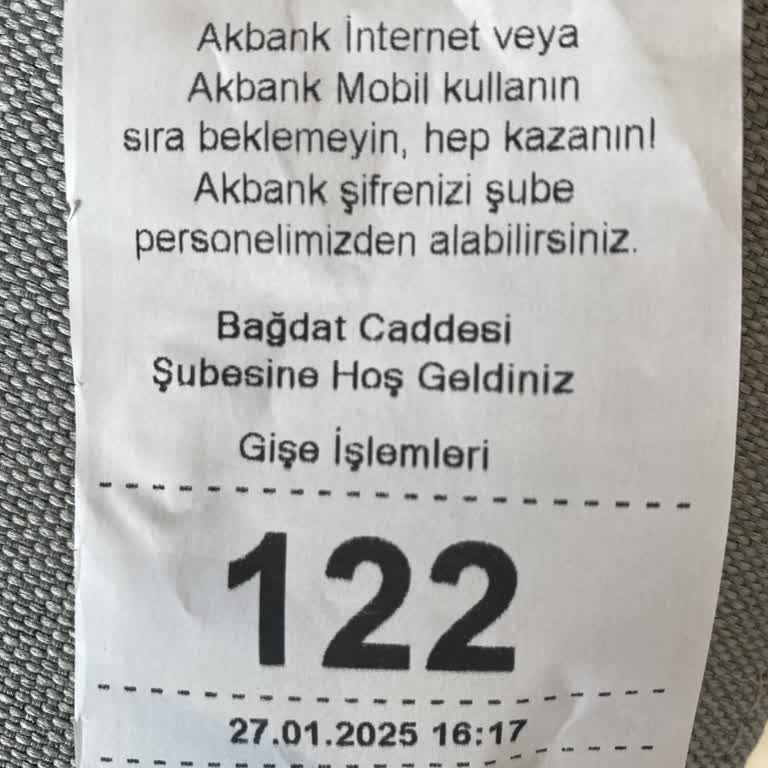 Akbank İnternet veya
Akbank Mobil kullanın
sıra beklemeyin, hep kazanın!
Akbank şifrenizi şube
personelimizden alabilirsiniz.
Bağdat Caddesi
Şubesine Hoş Geldiniz
Gişe İşlemleri
122
27.01.2025 16:17